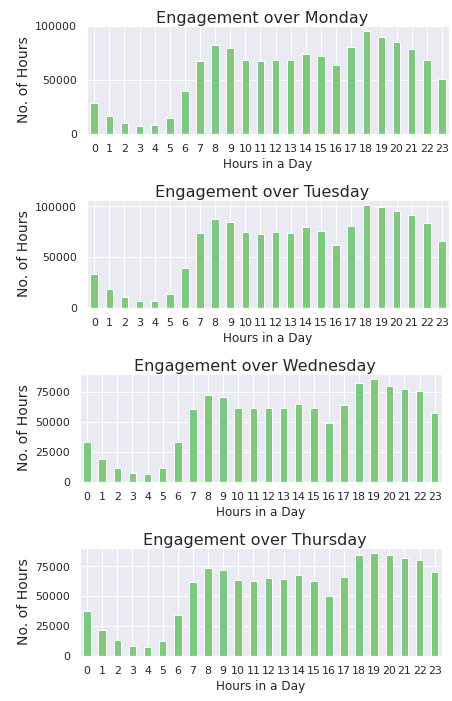 Engagement over Monday
100000
50000
0
No. of Hours
0 1 2 3 4 5 6 7 8 9 10 11 12 13 14 15 16 17 18 19 20 21 22 23
Hours in a Day
Engagement over Tuesday
100000
50000
0
No. of Hours
0 1 2 3 4 5 6 7 8 9 10 11 12 13 14 15 16 17 18 19 20 21 22 23
Hours in a Day
Engagement over Wednesday
75000
50000
25000
0
No. of Hours
0 1 2 3 4 5 6 7 8 9 10 11 12 13 14 15 16 17 18 19 20 21 22 23
Hours in a Day
Engagement over Thursday
75000
50000
25000
0
No. of Hours
0 1 2 3 4 5 6 7 8 9 10 11 12 13 14 15 16 17 18 19 20 21 22 23
Hours in a Day